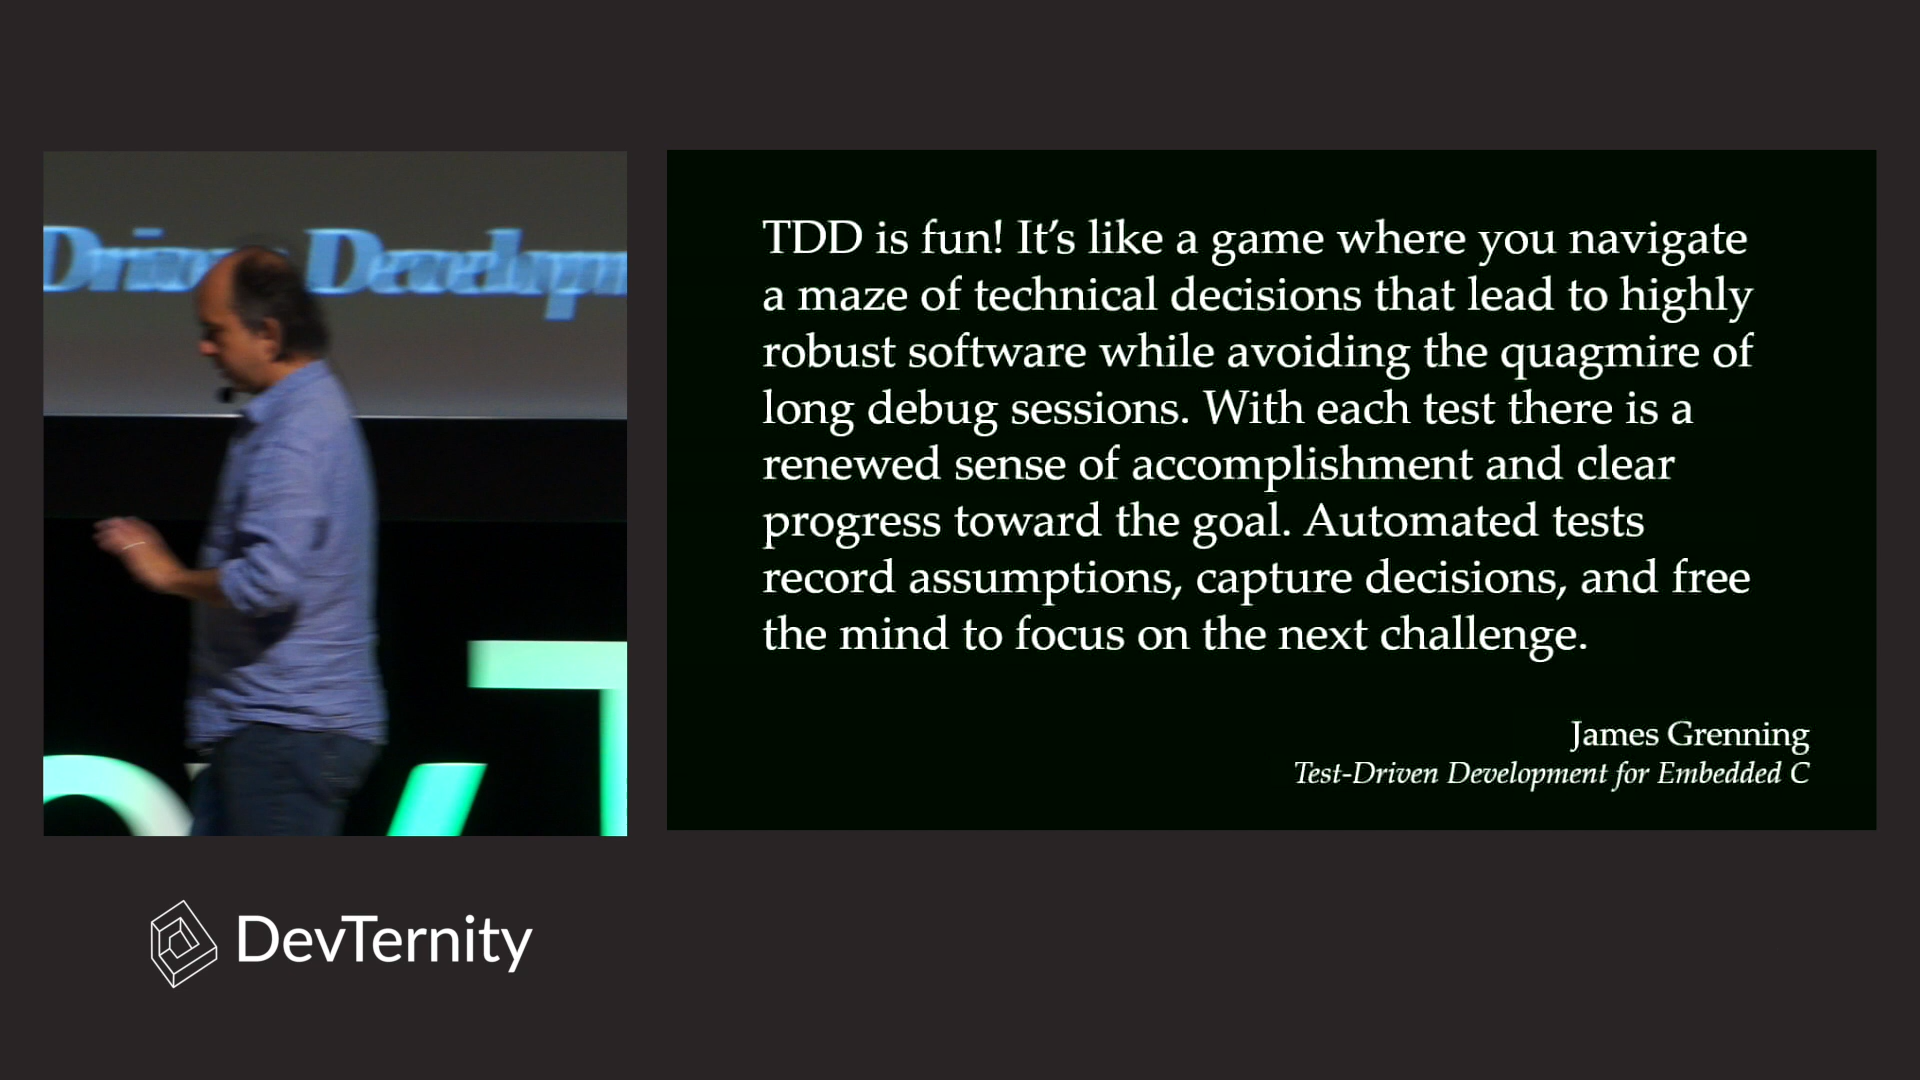 Driven Developm
TDD is fun! It’s like a game where you navigate
a maze of technical decisions that lead to highly
robust software while avoiding the quagmire of
long debug sessions. With each test there is a
renewed sense of accomplishment and clear
progress toward the goal. Automated tests
record assumptions, capture decisions, and free
the mind to focus on the next challenge.
James Grenning
Test-Driven Development for Embedded C
DevTernity